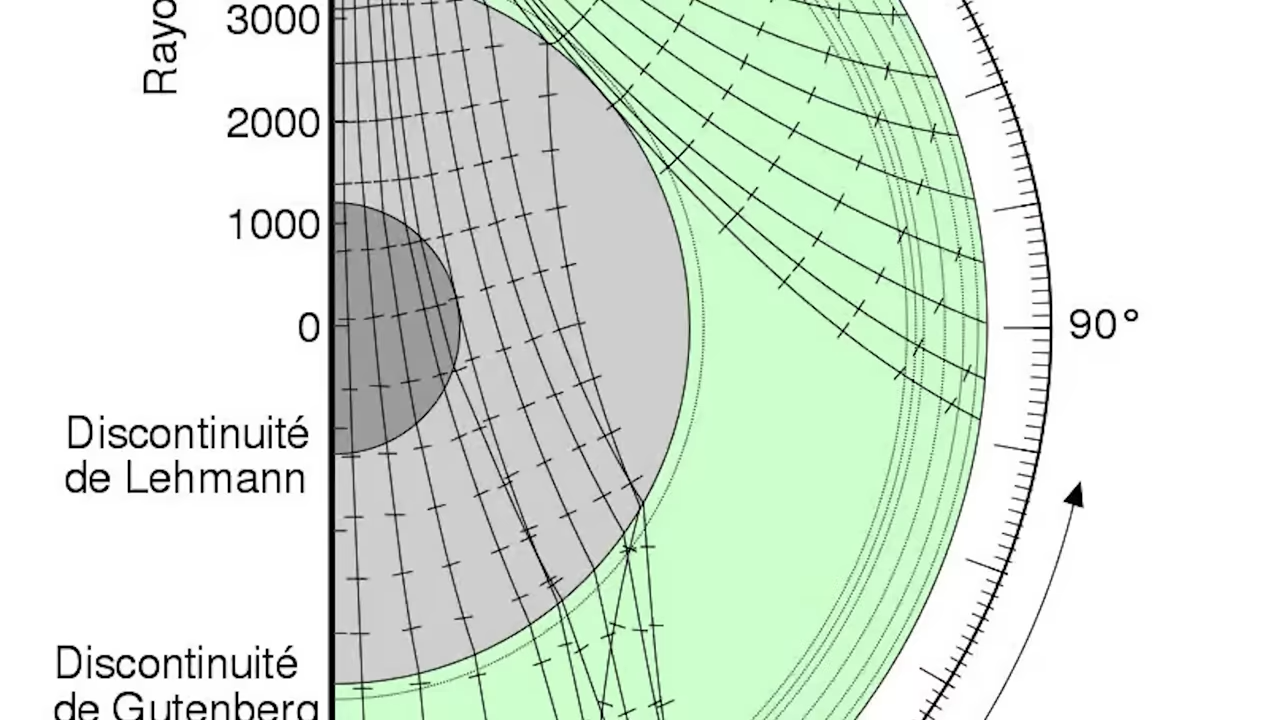 Rayo
3000
2000
1000
0
90°
Discontinuité
de Lehmann
Discontinuité
de Gutenberg